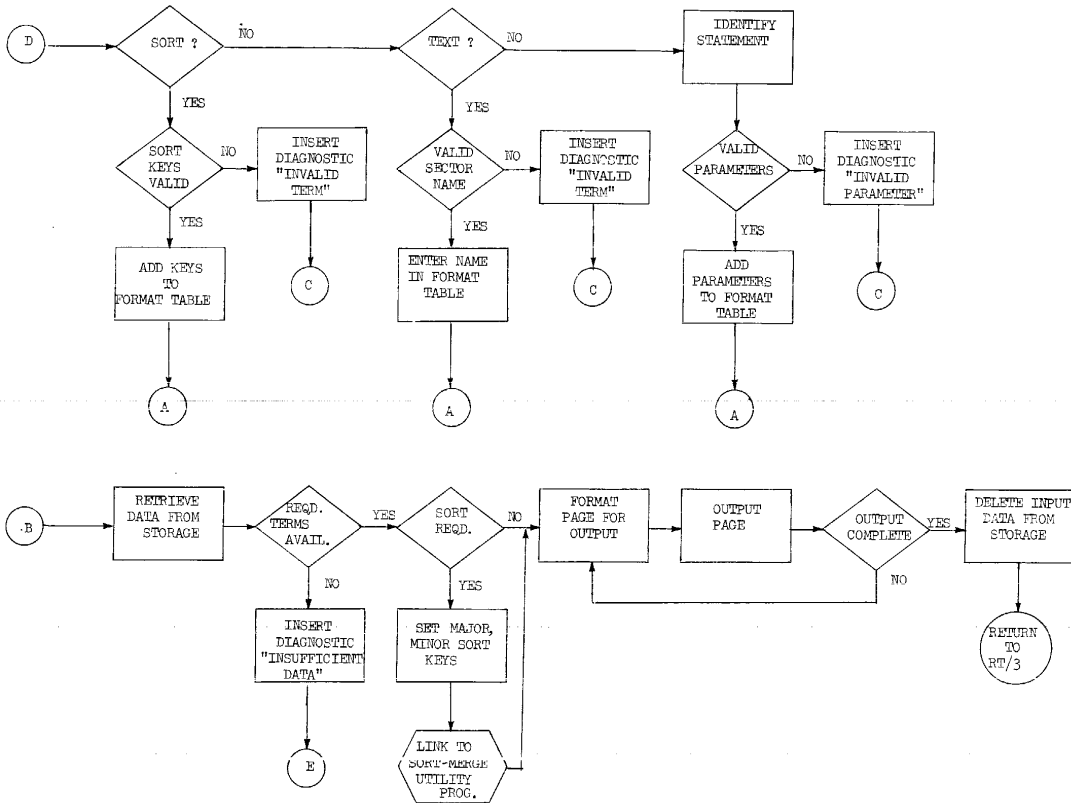 D
SORT ?
NO
TEXT ?
NO
IDENTIFY
STATEMENT
YES
YES
SORT
KEYS
VALID
NO
INSERT
DIAGNOSTIC
"INVALID
TERM"
VALID
SECTOR
NAME
NO
INSERT
DIAGNOSTIC
"INVALID
TERM"
VALID
PARAMETERS
NO
INSERT
DIAGNOSTIC
"INVALID
PARAMETER"
YES
YES
YES
ADD KEYS
TO
FORMAT TABLE
C
ENTER NAME
IN FORMAT
TABLE
C
ADD
PARAMETERS
TO FORMAT
TABLE
C
A
A
A
B
RETRIEVE
DATA FROM
STORAGE
REQD.
TERMS
AVAIL.
YES
SORT
REQD.
NO
FORMAT
PAGE FOR
OUTPUT
OUTPUT
PAGE
OUTPUT
COMPLETE
YES
DELETE INPUT
DATA FROM
STORAGE
NO
YES
NO
INSERT
DIAGNOSTIC
"INSUFFICIENT
DATA"
SET MAJOR,
MINOR SORT
KEYS
RETURN
TO
RT/3
E
LINK TO
SORT-MERGE
UTILITY
PROG.